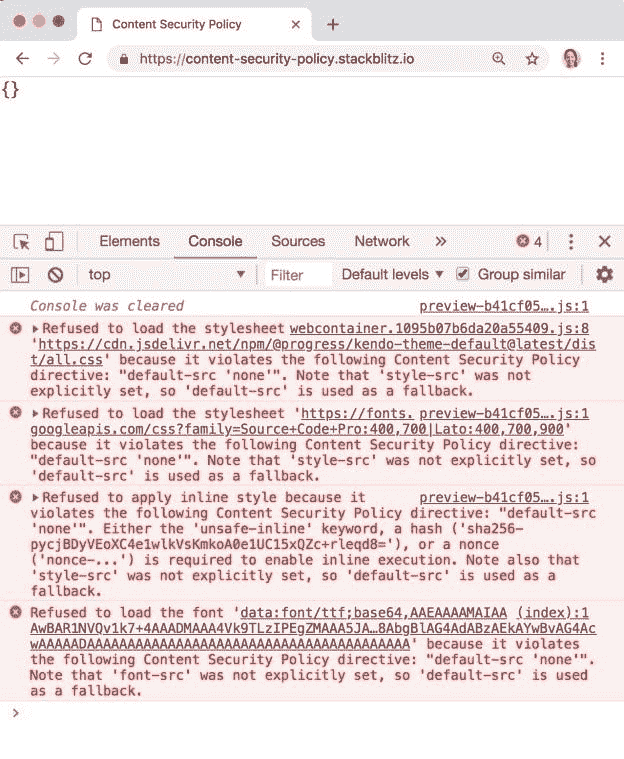 Content Security Policy
https://content-security-policy.stackblitz.io
{}
Elements Console Sources Network » 4
top Filter Default levels Group similar
Console was cleared preview-b41cf05….js:1
Refused to load the stylesheet webcontainer.1095b07b6da20a55409.js:8
'https://cdn.jsdelivr.net/npm/@progress/kendo-theme-default@latest/dis
t/all.css' because it violates the following Content Security Policy
directive: "default-src 'none'". Note that 'style-src' was not
explicitly set, so 'default-src' is used as a fallback.
Refused to load the stylesheet 'https://fonts. preview-b41cf05….js:1
googleapis.com/css?family=Source+Code+Pro:400,700|Lato:400,700,900'
because it violates the following Content Security Policy directive:
"default-src 'none'". Note that 'style-src' was not explicitly set, so
'default-src' is used as a fallback.
Refused to apply inline style because it preview-b41cf05….js:1
violates the following Content Security Policy directive: "default-src
'none'". Either the 'unsafe-inline' keyword, a hash ('sha256-
pycjBDyVEoXC4e1wlkVsKmkoA0e1UC15xQZc+rleqd8='), or a nonce
('nonce-...') is required to enable inline execution. Note also that
'style-src' was not explicitly set, so 'default-src' is used as a
fallback.
Refused to load the font 'data:font/ttf;base64,AAEAAAAMAIAA (index):1
AwBAR1NVQv1k7+4AAADMAAA4Vk9TLzIPEgZMAAA5JA…8AbgBlAG4AdABzAEkAYwBvAG4Ac
wAAAAADAAAAAAAAAAAAAAAAAAAAAAAAAAAAAAAAAAAAAAAA' because it violates
the following Content Security Policy directive: "default-src 'none'".
Note that 'font-src' was not explicitly set, so 'default-src' is used
as a fallback.
>